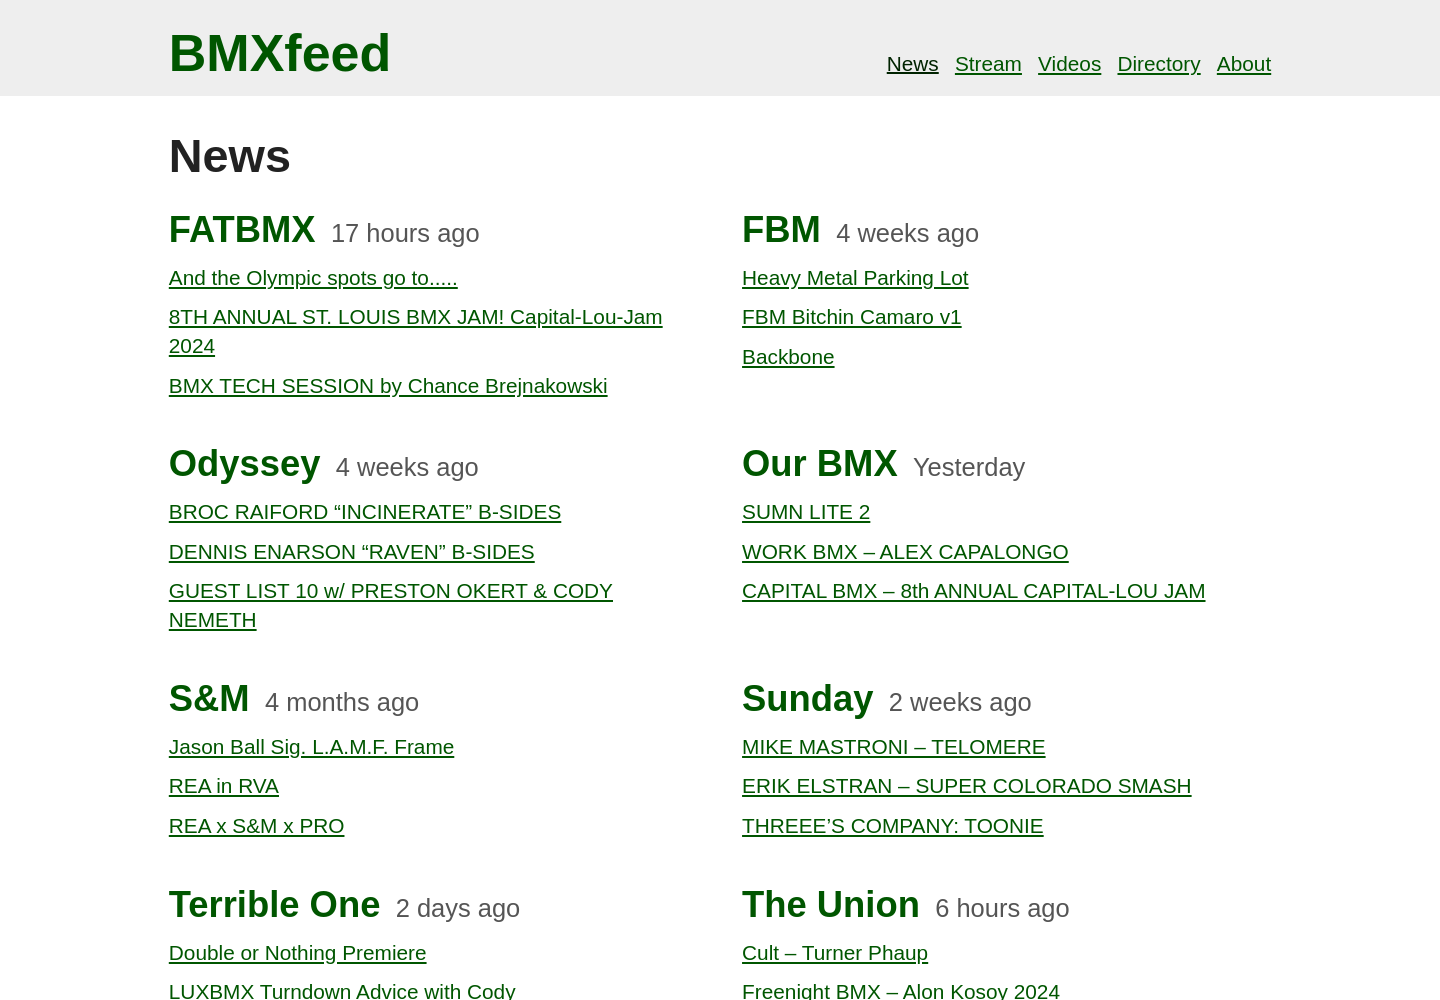 BMXfeed
News Stream Videos Directory About
News
FATBMX 17 hours ago
And the Olympic spots go to.....
8TH ANNUAL ST. LOUIS BMX JAM! Capital-Lou-Jam
2024
BMX TECH SESSION by Chance Brejnakowski
FBM 4 weeks ago
Heavy Metal Parking Lot
FBM Bitchin Camaro v1
Backbone
Odyssey 4 weeks ago
BROC RAIFORD “INCINERATE” B-SIDES
DENNIS ENARSON “RAVEN” B-SIDES
GUEST LIST 10 w/ PRESTON OKERT & CODY
NEMETH
Our BMX Yesterday
SUMN LITE 2
WORK BMX – ALEX CAPALONGO
CAPITAL BMX – 8th ANNUAL CAPITAL-LOU JAM
S&M 4 months ago
Jason Ball Sig. L.A.M.F. Frame
REA in RVA
REA x S&M x PRO
Sunday 2 weeks ago
MIKE MASTRONI – TELOMERE
ERIK ELSTRAN – SUPER COLORADO SMASH
THREEE’S COMPANY: TOONIE
Terrible One 2 days ago
Double or Nothing Premiere
LUXBMX Turndown Advice with Cody
The Union 6 hours ago
Cult – Turner Phaup
Freenight BMX – Alon Kosoy 2024